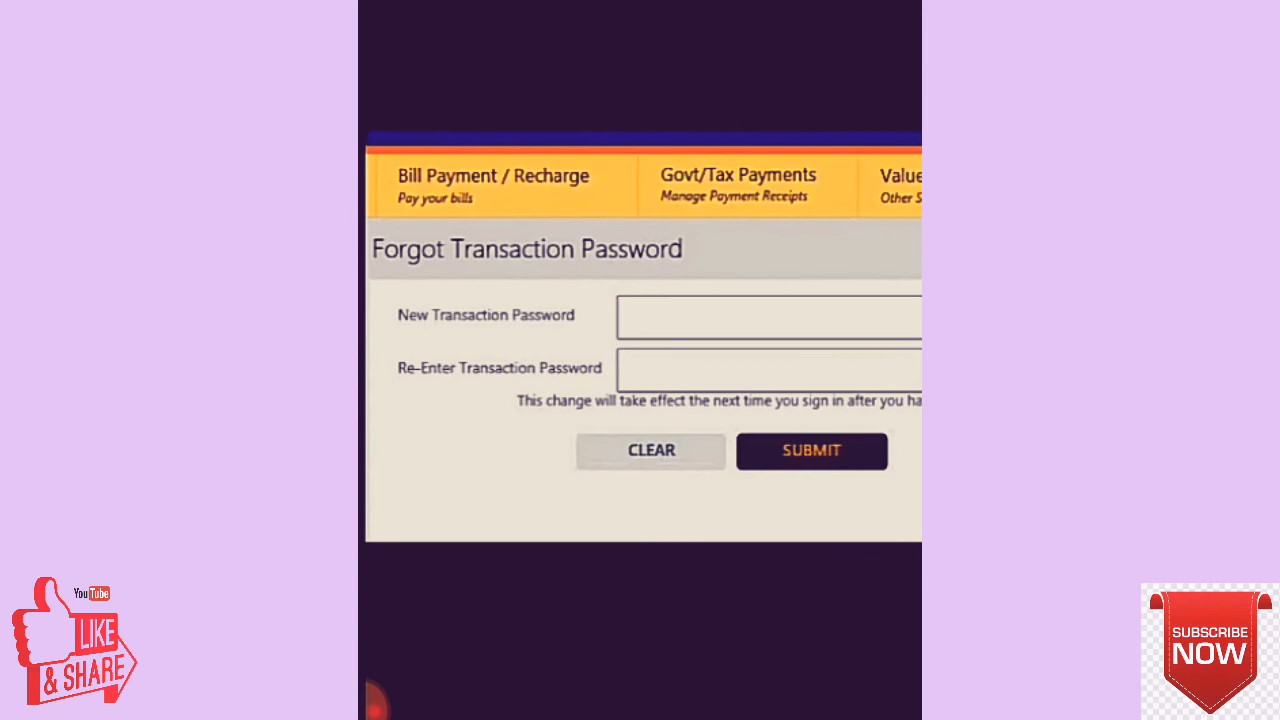 Bill Payment / Recharge
Pay your bills
Govt/Tax Payments
Manage Payment Receipts
Value
Other S
Forgot Transaction Password
New Transaction Password
Re-Enter Transaction Password
This change will take effect the next time you sign in after you ha
CLEAR
SUBMIT
YouTube
LIKE
& SHARE
SUBSCRIBE
NOW